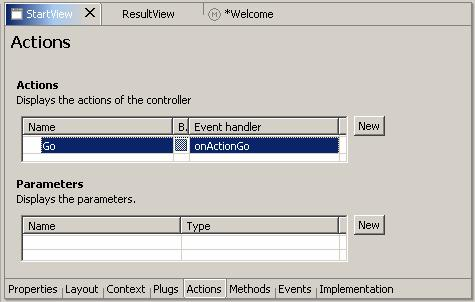 StartView ResultView M *Welcome
Actions
Actions
Displays the actions of the controller
Name B. Event handler New
Go onActionGo
Parameters
Displays the parameters.
Name Type New
Properties Layout Context Plugs Actions Methods Events Implementation